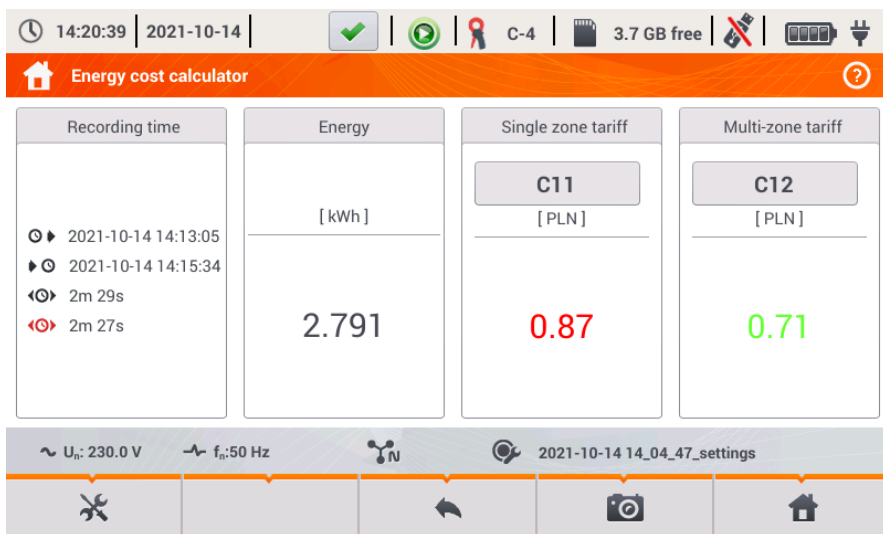 14:20:39 2021-10-14 C-4 3.7 GB free
Energy cost calculator ?
Recording time
2021-10-14 14:13:05
2021-10-14 14:15:34
2m 29s
2m 27s
Energy
[ kWh ]
2.791
Single zone tariff
C11
[ PLN ]
0.87
Multi-zone tariff
C12
[ PLN ]
0.71
Un: 230.0 V fn:50 Hz N 2021-10-14 14_04_47_settings